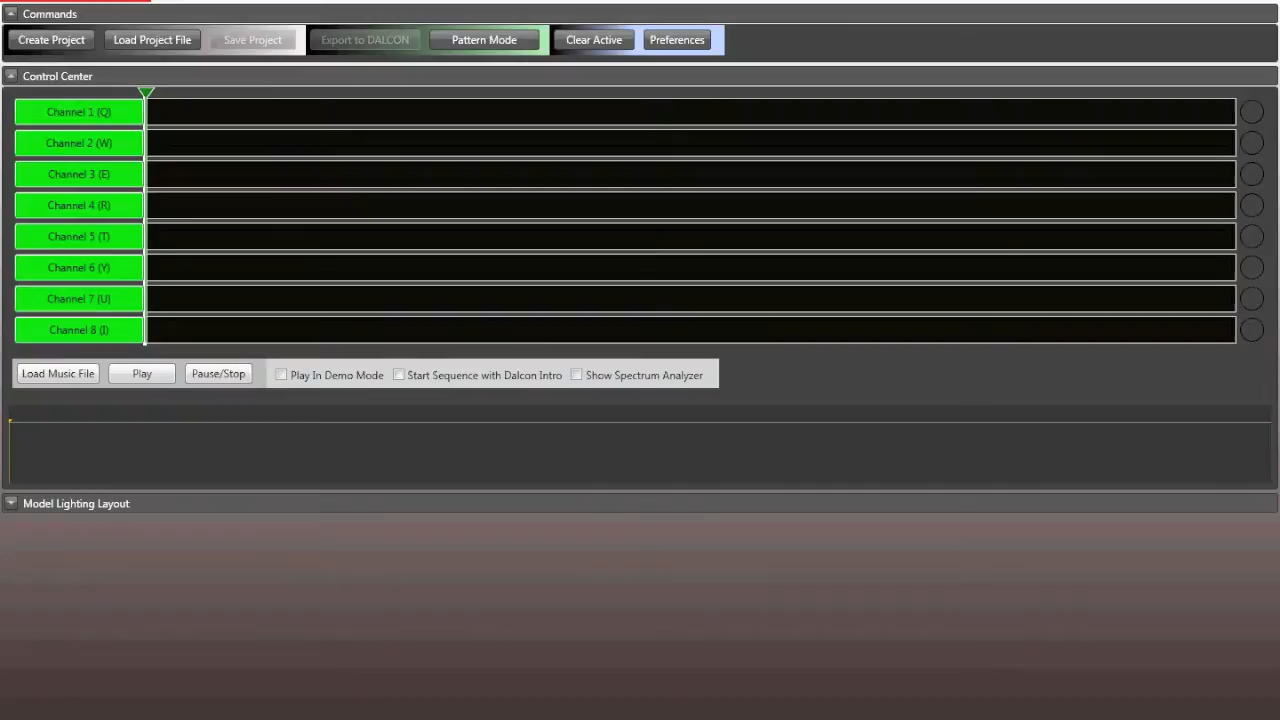 Commands
Create Project Load Project File Save Project Export to DALCON Pattern Mode Clear Active Preferences
Control Center
Channel 1 (Q)
Channel 2 (W)
Channel 3 (E)
Channel 4 (R)
Channel 5 (T)
Channel 6 (Y)
Channel 7 (U)
Channel 8 (I)
Load Music File Play Pause/Stop Play In Demo Mode Start Sequence with Dalcon Intro Show Spectrum Analyzer
Model Lighting Layout